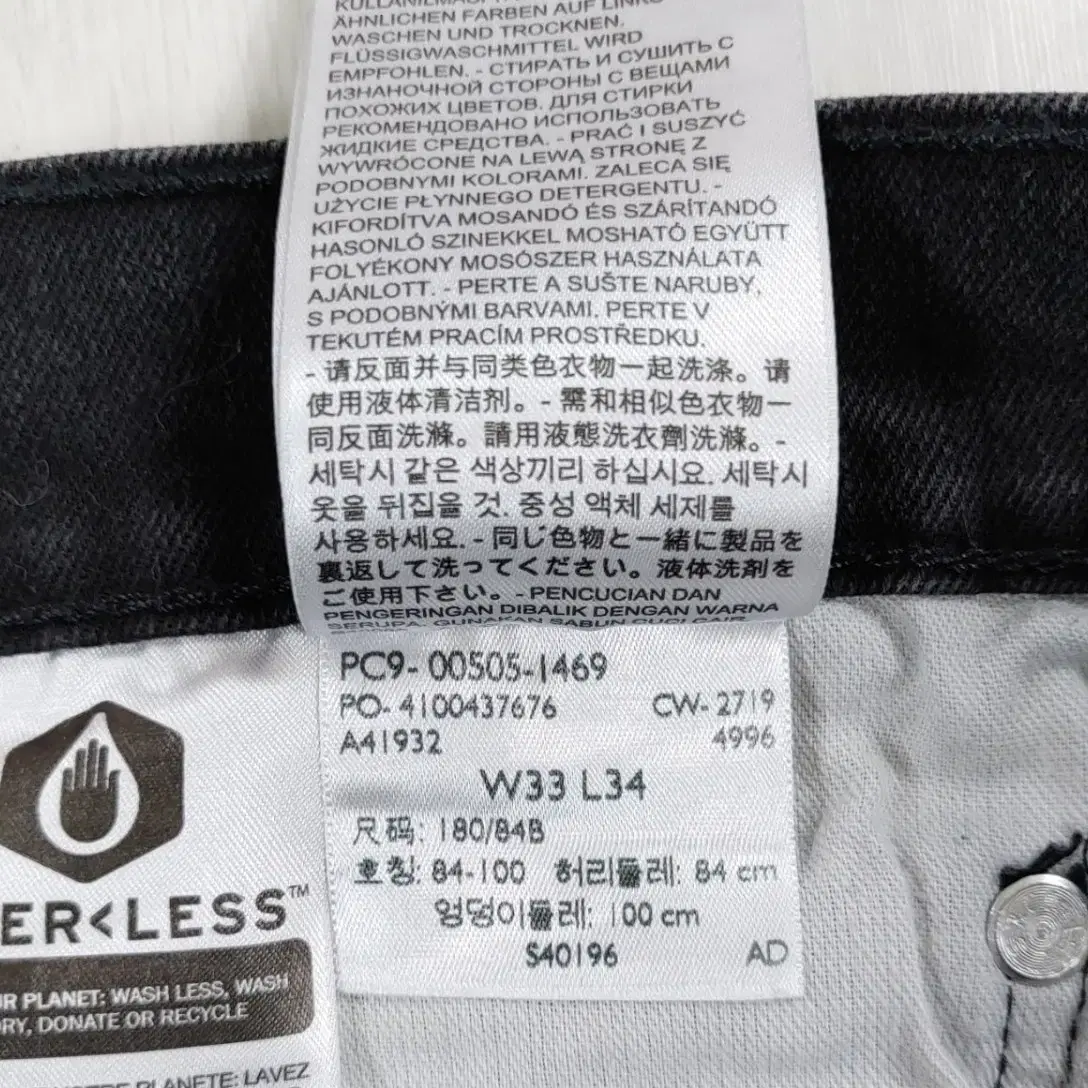 ÄHNLICHEN FARBEN AUF LINKS
WASCHEN UND TROCKNEN.
FLÜSSIGWASCHMITTEL WIRD
EMPFOHLEN. - СТИРАТЬ И СУШИТЬ С
ИЗНАНОЧНОЙ СТОРОНЫ С ВЕЩАМИ
ПОХОЖИХ ЦВЕТОВ. ДЛЯ СТИРКИ
РЕКОМЕНДОВАНО ИСПОЛЬЗОВАТЬ
ЖИДКИЕ СРЕДСТВА. - PRAĆ I SUSZYĆ
WYWRÓCONE NA LEWĄ STRONĘ Z
PODOBNYMI KOLORAMI. ZALECA SIĘ
UŻYCIE PŁYNNEGO DETERGENTU. -
KIFORDÍTVA MOSANDÓ ÉS SZÁRÍTANDÓ
HASONLÓ SZINEKKEL MOSHATÓ EGYÜTT
FOLYÉKONY MOSÓSZER HASZNÁLATA
AJÁNLOTT. - PERTE A SUŠTE NARUBY,
S PODOBNÝMI BARVAMI. PERTE V
TEKUTÉM PRACÍM PROSTŘEDKU.
- 请反面并与同类色衣物一起洗涤。请
使用液体清洁剂。- 需和相似色衣物一
同反面洗滌。請用液態洗衣劑洗滌。-
세탁시 같은 색상끼리 하십시요. 세탁시
옷을 뒤집을 것. 중성 액체 세제를
사용하세요. - 同じ色物と一緒に製品を
裏返して洗ってください。液体洗剤を
ご使用下さい。- PENCUCIAN DAN
PENGERINGAN DIBALIK DENGAN WARNA
SERUPA. GUNAKAN SABUN CUCI CAIR
PC9-00505-1469
PO-4100437676 CW-2719
A41932 4996
W33 L34
尺码: 180/84B
호칭: 84-100 허리둘레: 84 cm
엉덩이둘레: 100 cm
S40196 AD
ER<LESS™
PLANET: WASH LESS, WASH
DONATE OR RECYCLE
PLANETE: LAVEZ